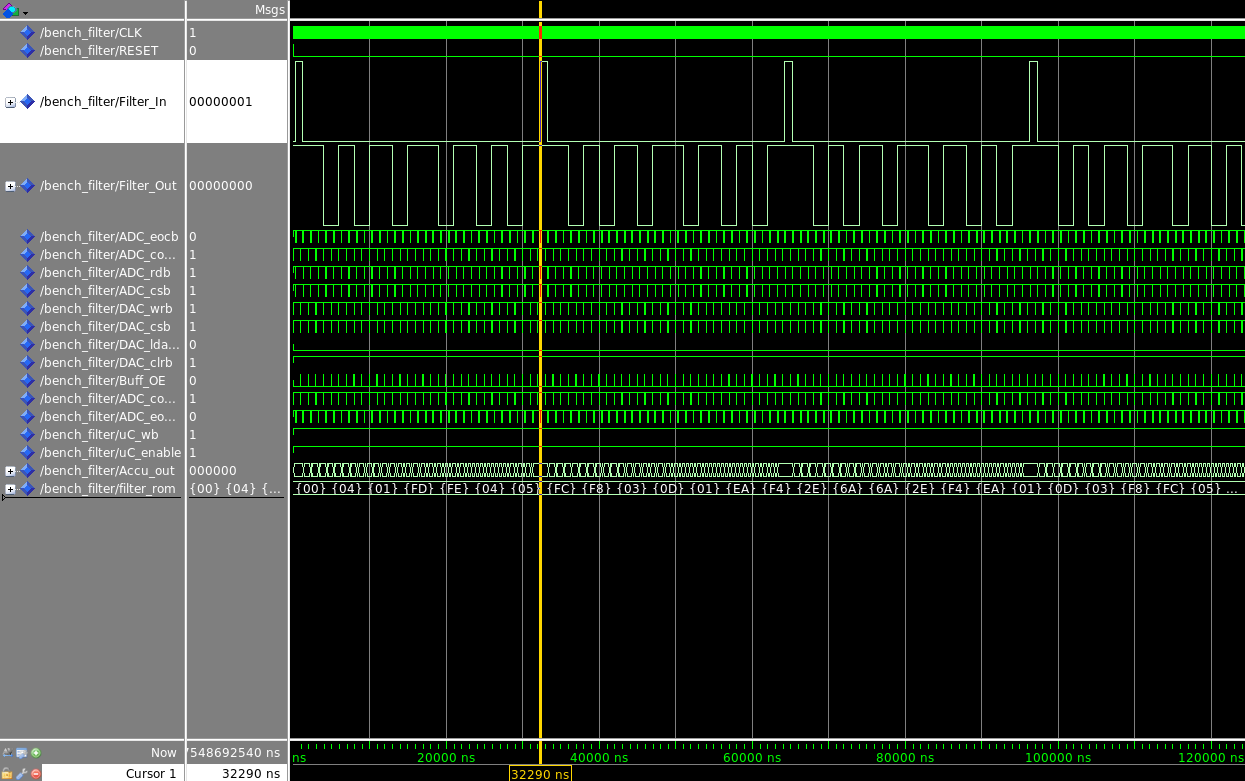 Msgs
/bench_filter/CLK 1
/bench_filter/RESET 0
/bench_filter/Filter_In 00000001
/bench_filter/Filter_Out 00000000
/bench_filter/ADC_eocb 0
/bench_filter/ADC_co... 1
/bench_filter/ADC_rdb 1
/bench_filter/ADC_csb 1
/bench_filter/DAC_wrb 1
/bench_filter/DAC_csb 1
/bench_filter/DAC_lda... 0
/bench_filter/DAC_clrb 1
/bench_filter/Buff_OE 0
/bench_filter/ADC_co... 1
/bench_filter/ADC_eo... 0
/bench_filter/uC_wb 1
/bench_filter/uC_enable 1
/bench_filter/Accu_out 000000
/bench_filter/filter_rom {00} {04} {... {00} {04} {01} {FD} {FE} {04} {05} {FC} {F8} {03} {0D} {01} {EA} {F4} {2E} {6A} {6A} {2E} {F4} {EA} {01} {0D} {03} {F8} {FC} {05} ...
Now 7548692540 ns ns 20000 ns 40000 ns 60000 ns 80000 ns 100000 ns 120000 ns
Cursor 1 32290 ns 32290 ns